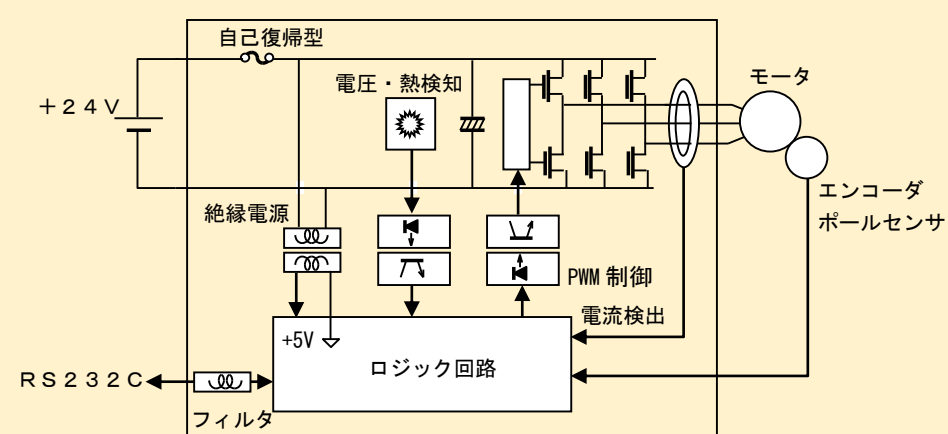 自己復帰型
電圧・熱検知
モータ
＋２４Ｖ
エンコーダ
ポールセンサ
絶縁電源
PWM 制御
電流検出
+5V
ロジック回路
ＲＳ２３２Ｃ
フィルタ